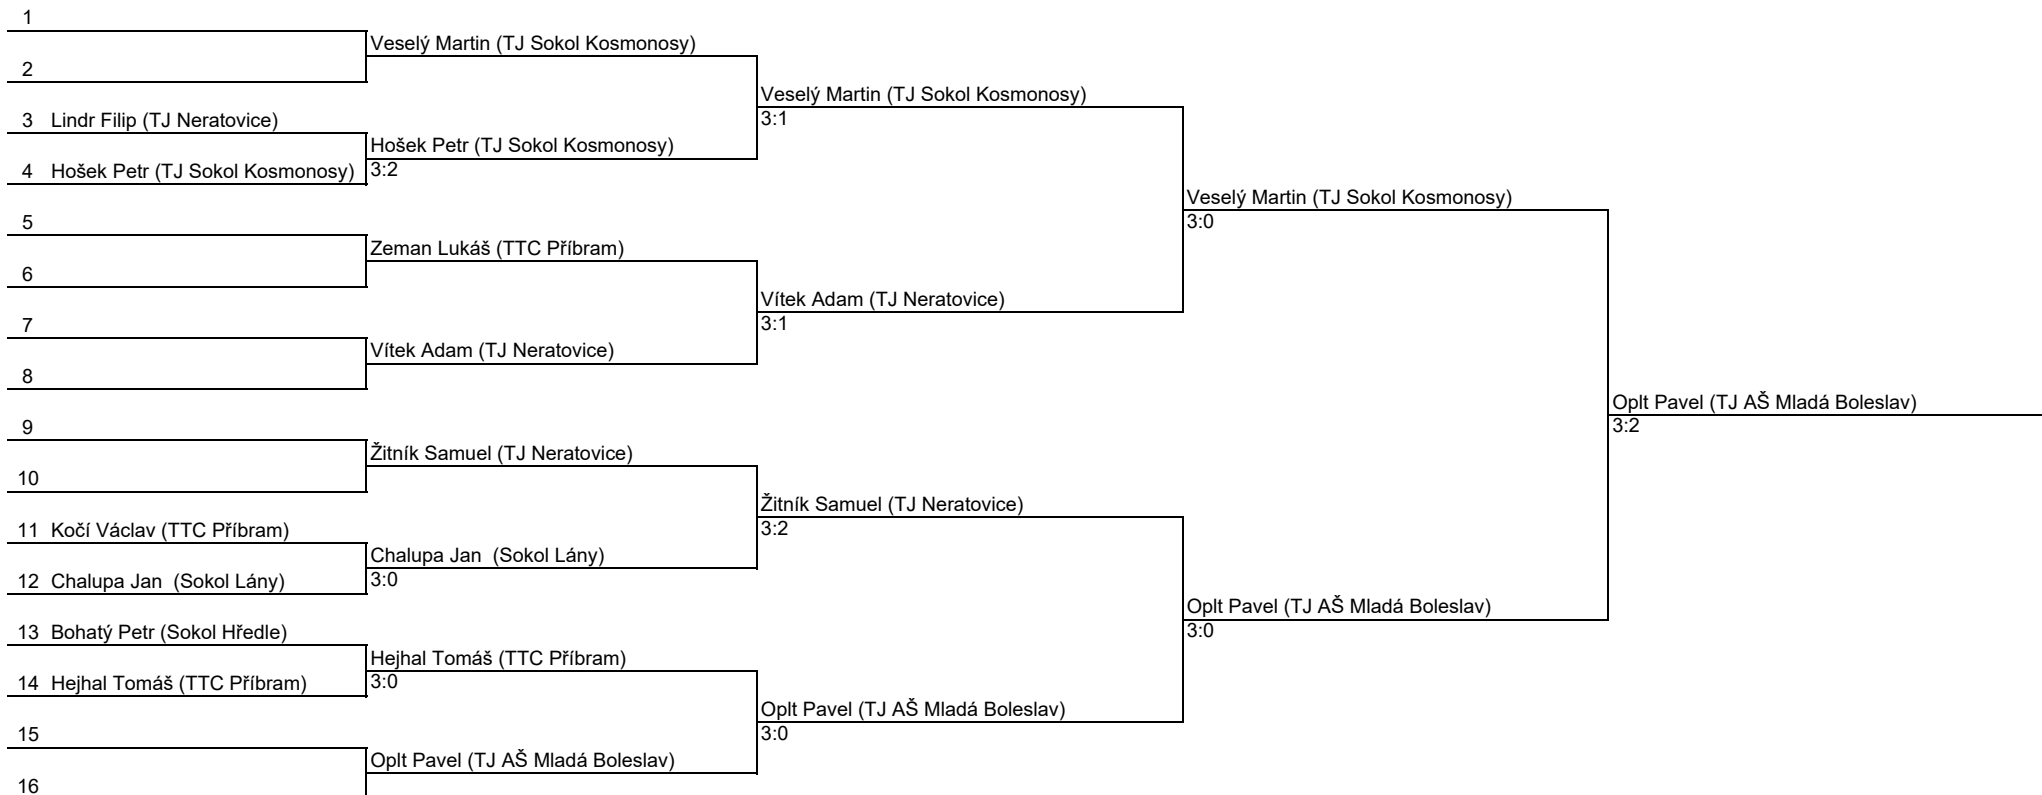 1
Veselý Martin (TJ Sokol Kosmonosy)
2
Veselý Martin (TJ Sokol Kosmonosy)
3 Lindr Filip (TJ Neratovice)
3:1
Hošek Petr (TJ Sokol Kosmonosy)
4 Hošek Petr (TJ Sokol Kosmonosy)
3:2
Veselý Martin (TJ Sokol Kosmonosy)
5
3:0
Zeman Lukáš (TTC Příbram)
6
Vítek Adam (TJ Neratovice)
7
3:1
Vítek Adam (TJ Neratovice)
8
Oplt Pavel (TJ AŠ Mladá Boleslav)
9
3:2
Žitník Samuel (TJ Neratovice)
10
Žitník Samuel (TJ Neratovice)
11 Kočí Václav (TTC Příbram)
3:2
Chalupa Jan (Sokol Lány)
12 Chalupa Jan (Sokol Lány)
3:0
Oplt Pavel (TJ AŠ Mladá Boleslav)
13 Bohatý Petr (Sokol Hředle)
3:0
Hejhal Tomáš (TTC Příbram)
14 Hejhal Tomáš (TTC Příbram)
3:0
Oplt Pavel (TJ AŠ Mladá Boleslav)
15
3:0
Oplt Pavel (TJ AŠ Mladá Boleslav)
16